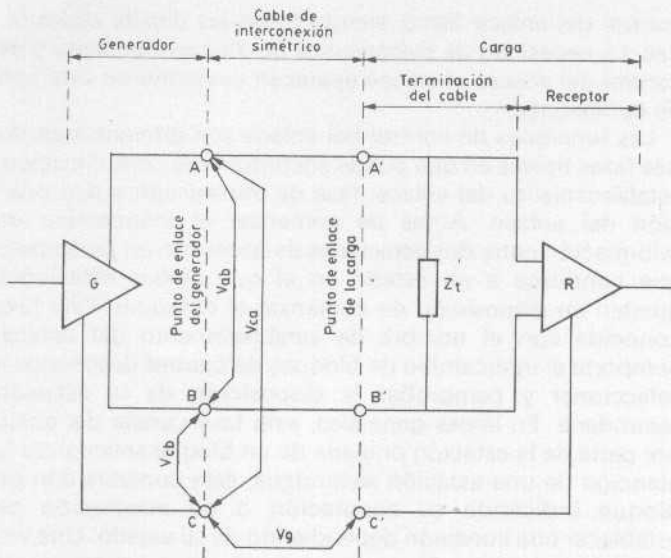 Cable de
interconexión
simétrico
Generador
Carga
Terminación
del cable
Receptor
A
A'
Punto de enlace
del generador
Vab
Vca
Punto de enlace
de la carga
G
Zt
R
B
B'
Vcb
C
C'
Vg